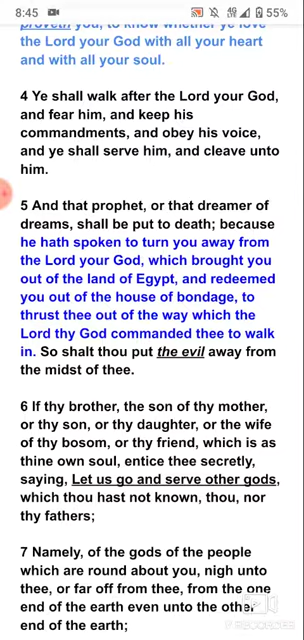 8:45
4G
55%
proveth you, to know whether ye love
the Lord your God with all your heart
and with all your soul.
4 Ye shall walk after the Lord your God,
and fear him, and keep his
commandments, and obey his voice,
and ye shall serve him, and cleave unto
him.
5 And that prophet, or that dreamer of
dreams, shall be put to death; because
he hath spoken to turn you away from
the Lord your God, which brought you
out of the land of Egypt, and redeemed
you out of the house of bondage, to
thrust thee out of the way which the
Lord thy God commanded thee to walk
in. So shalt thou put the evil away from
the midst of thee.
6 If thy brother, the son of thy mother,
or thy son, or thy daughter, or the wife
of thy bosom, or thy friend, which is as
thine own soul, entice thee secretly,
saying, Let us go and serve other gods,
which thou hast not known, thou, nor
thy fathers;
7 Namely, of the gods of the people
which are round about you, nigh unto
thee, or far off from thee, from the one
end of the earth even unto the other
end of the earth;